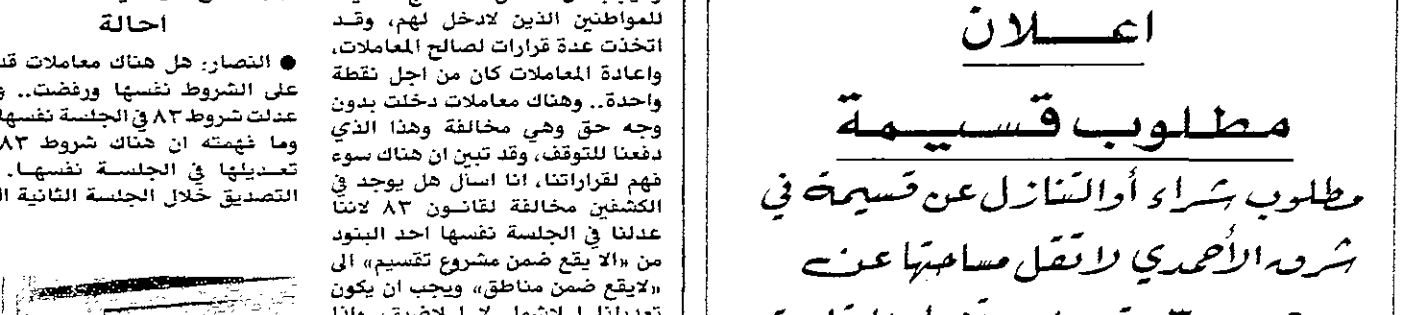 احالة
● النصار: هل هناك معاملات
على الشروط نفسها ورفضت..
عدلت شروط ٨٣ في الجلسة نفسها
وما فهمته ان هناك شروط ٨٣
تعديلها في الجلسة نفسها.
التصديق خلال الجلسة الثانية
للمواطنين الذين لادخل لهم، وقد
اتخذت عدة قرارات لصالح المعاملات،
واعادة المعاملات كان من اجل نقطة
واحدة.. وهناك معاملات دخلت بدون
وجه حق وهي مخالفة وهذا الذي
دفعنا للتوقف، وقد تبين ان هناك سوء
فهم لقراراتنا، انا اسأل هل يوجد في
الكشفين مخالفة لقانون ٨٣ لاننا
عدلنا في الجلسة نفسها احد البنود
من «الا يقع ضمن مشروع تقسيم» الى
«لايقع ضمن مناطق» ويجب ان يكون
اعلان
مطلوب قسيمة
مطلوب شراء أوالتنازل عن قسيمة في
شرق الأحمدي لاتقل مساحتها عن